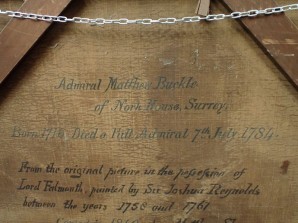 Admiral Matthew Buckle
of Nork House, Surrey.
Born 1716 Died a Full Admiral 7th July 1784.
From the original picture in the possession of
Lord Falmouth, painted by Sir Joshua Reynolds
between the years 1758 and 1761